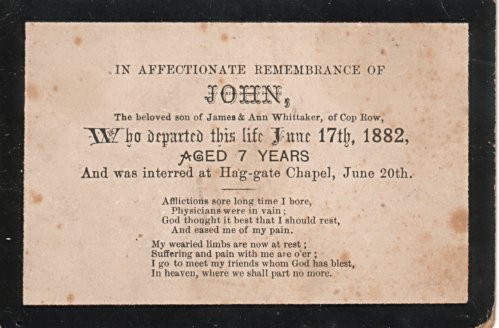 IN AFFECTIONATE REMEMBRANCE OF
JOHN,
The beloved son of James & Ann Whittaker, of Cop Row,
Who departed this life June 17th, 1882,
AGED 7 YEARS
And was interred at Hag-gate Chapel, June 20th.
Afflictions sore long time I bore,
Physicians were in vain;
God thought it best that I should rest,
And eased me of my pain.
My wearied limbs are now at rest;
Suffering and pain with me are o'er;
I go to meet my friends whom God has blest,
In heaven, where we shall part no more.